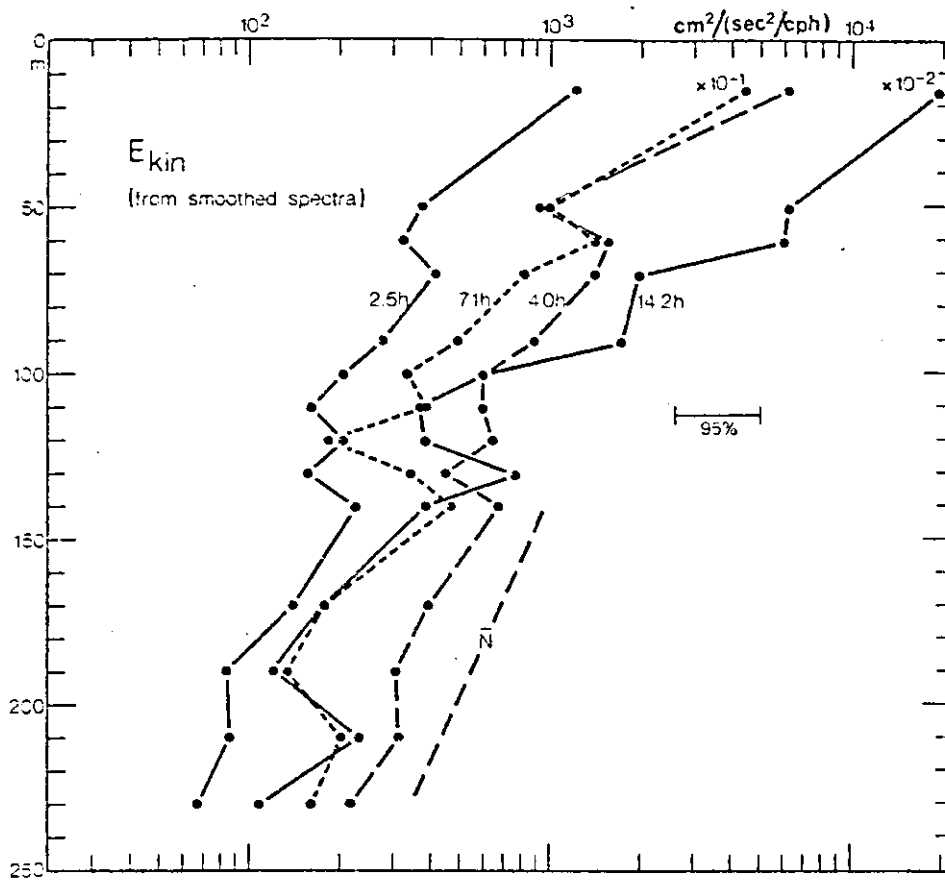 10² 10³ cm²/(sec²/cph) 10⁴
0
m
×10⁻¹ ×10⁻²
E kin
(from smoothed spectra)
50
2.5h 7.1h 4.0h 14.2h
100
95%
150
N̄
200
250